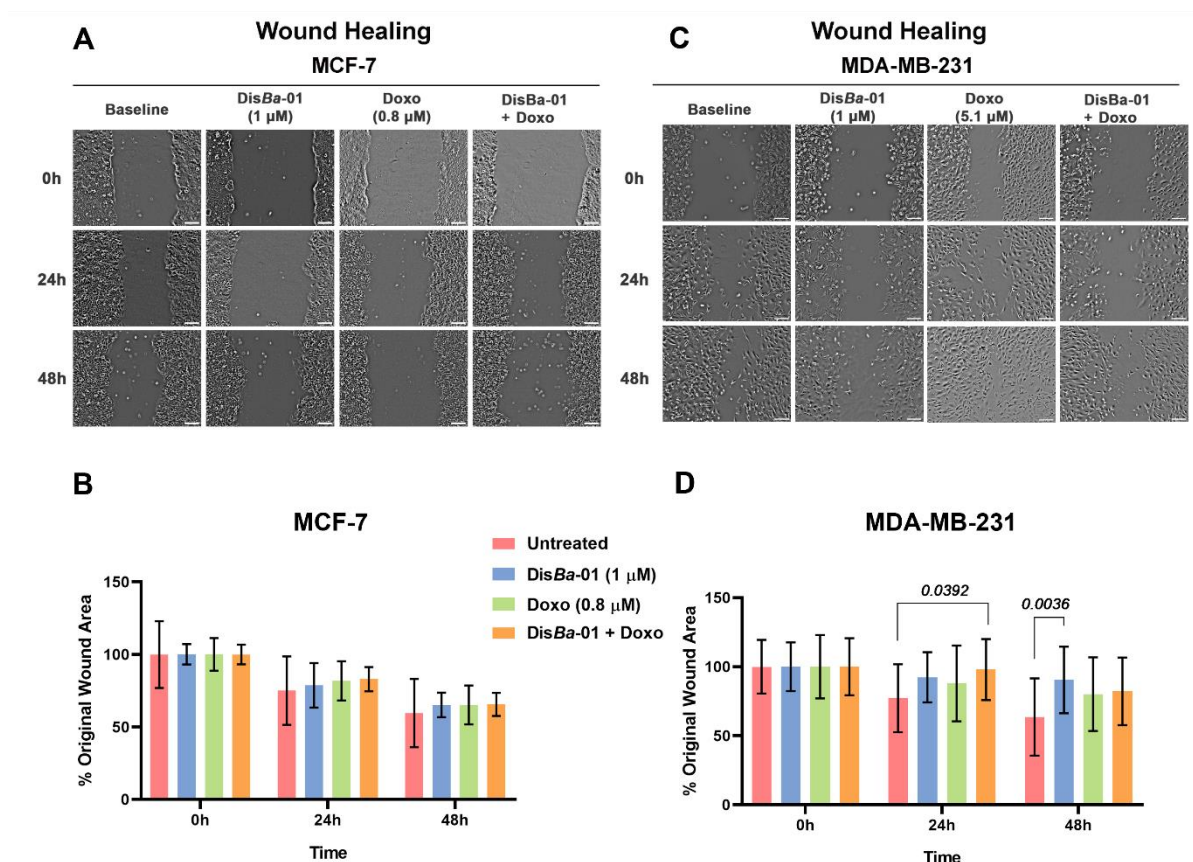 A
Wound Healing
MCF-7
Baseline
DisBa-01
(1 µM)
Doxo
(0.8 µM)
DisBa-01
+ Doxo
0h
24h
48h
C
Wound Healing
MDA-MB-231
Baseline
DisBa-01
(1 µM)
Doxo
(5.1 µM)
DisBa-01
+ Doxo
0h
24h
48h
B
MCF-7
% Original Wound Area
150
100
50
0
0h
24h
48h
Time
Untreated
DisBa-01 (1 µM)
Doxo (0.8 µM)
DisBa-01 + Doxo
D
MDA-MB-231
% Original Wound Area
150
100
50
0
0.0392
0.0036
0h
24h
48h
Time